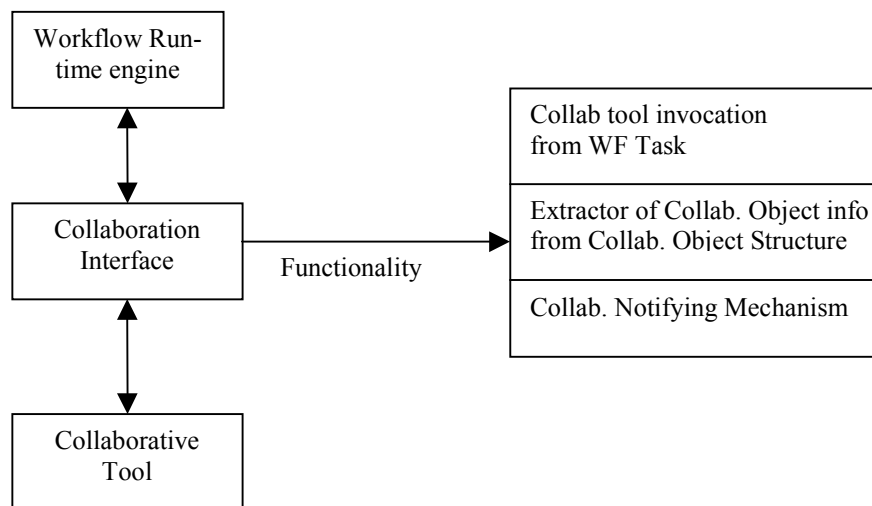 Workflow Run-
time engine
Collab tool invocation
from WF Task
Collaboration
Interface
Functionality
Extractor of Collab. Object info
from Collab. Object Structure
Collab. Notifying Mechanism
Collaborative
Tool